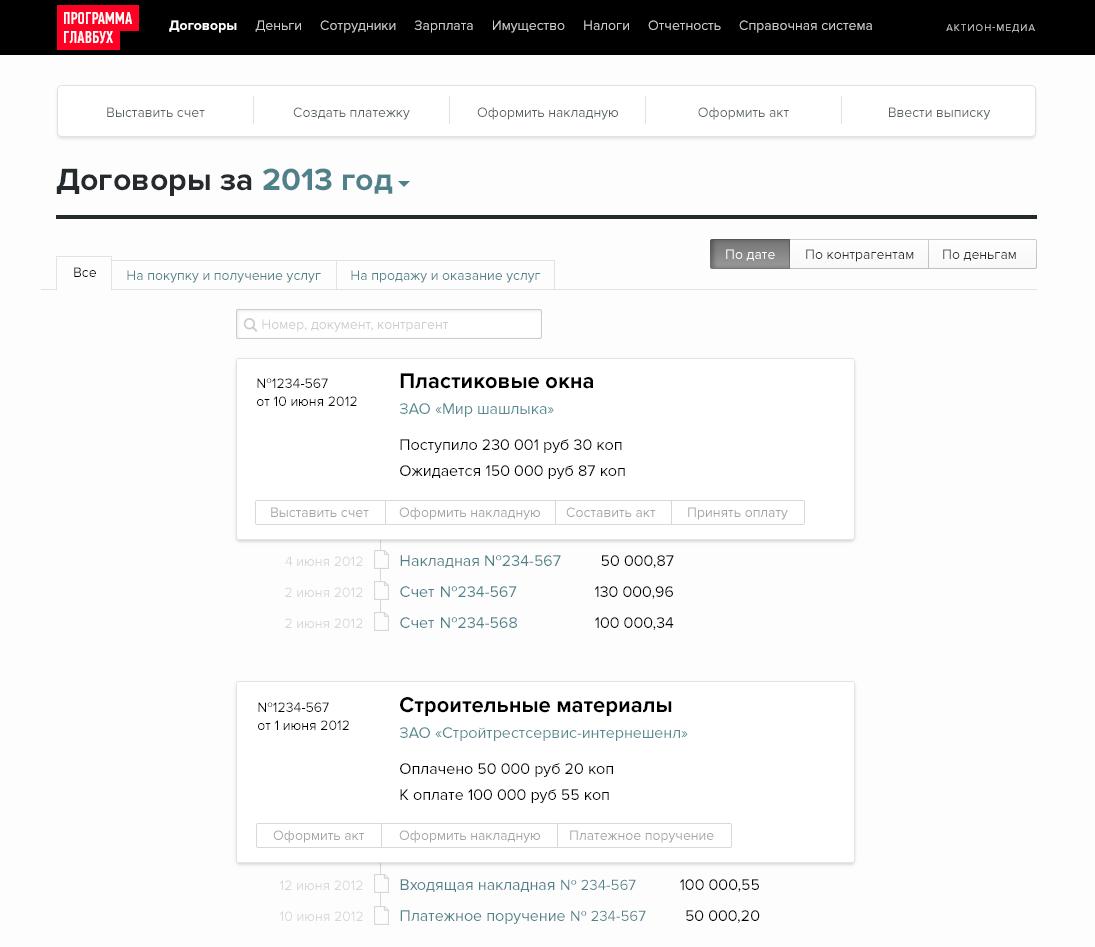 ПРОГРАММА
ГЛАВБУХ
Договоры Деньги Сотрудники Зарплата Имущество Налоги Отчетность Справочная система АКТИОН-МЕДИА
Выставить счет Создать платежку Оформить накладную Оформить акт Ввести выписку
Договоры за 2013 год
По дате По контрагентам По деньгам
Все На покупку и получение услуг На продажу и оказание услуг
Номер, документ, контрагент
№1234-567
от 10 июня 2012
Пластиковые окна
ЗАО «Мир шашлыка»
Поступило 230 001 руб 30 коп
Ожидается 150 000 руб 87 коп
Выставить счет Оформить накладную Составить акт Принять оплату
4 июня 2012 Накладная №234-567 50 000,87
2 июня 2012 Счет №234-567 130 000,96
2 июня 2012 Счет №234-568 100 000,34
№1234-567
от 1 июня 2012
Строительные материалы
ЗАО «Стройтрестсервис-интернешенл»
Оплачено 50 000 руб 20 коп
К оплате 100 000 руб 55 коп
Оформить акт Оформить накладную Платежное поручение
12 июня 2012 Входящая накладная № 234-567 100 000,55
10 июня 2012 Платежное поручение № 234-567 50 000,20